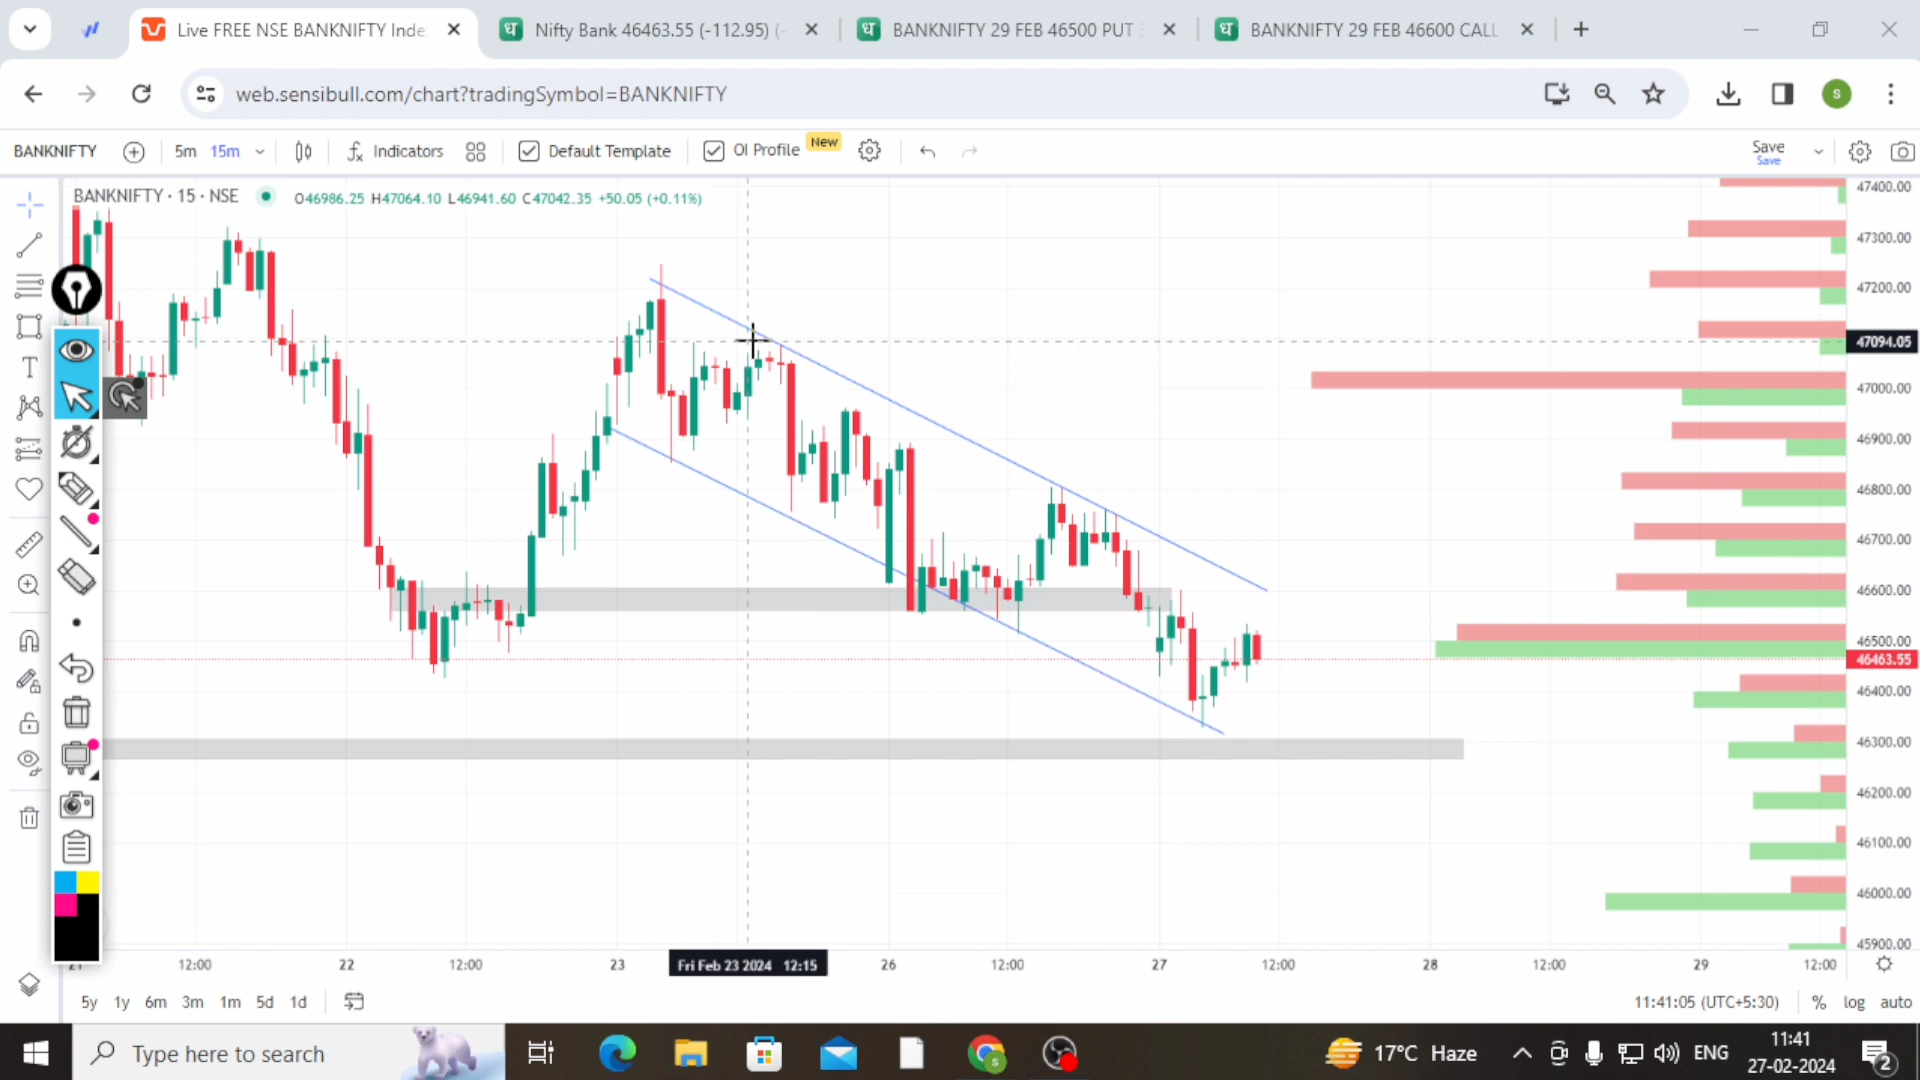 Live FREE NSE BANKNIFTY Inde
Nifty Bank 46463.55 (-112.95) (-
BANKNIFTY 29 FEB 46500 PUT
BANKNIFTY 29 FEB 46600 CALL
web.sensibull.com/chart?tradingSymbol=BANKNIFTY
S
BANKNIFTY
5m
15m
Indicators
Default Template
OI Profile
New
Save
Save
BANKNIFTY · 15 · NSE
O46986.25 H47064.10 L46941.60 C47042.35 +50.05 (+0.11%)
47400.00
47300.00
47200.00
47094.05
47000.00
46900.00
46800.00
46700.00
46600.00
46500.00
46463.55
46400.00
46300.00
46200.00
46100.00
46000.00
45900.00
21
12:00
22
12:00
23
Fri Feb 23 2024 12:15
26
12:00
27
12:00
28
12:00
29
12:00
5y
1y
6m
3m
1m
5d
1d
11:41:05 (UTC+5:30)
%
log
auto
Type here to search
17°C Haze
ENG
11:41
27-02-2024
2